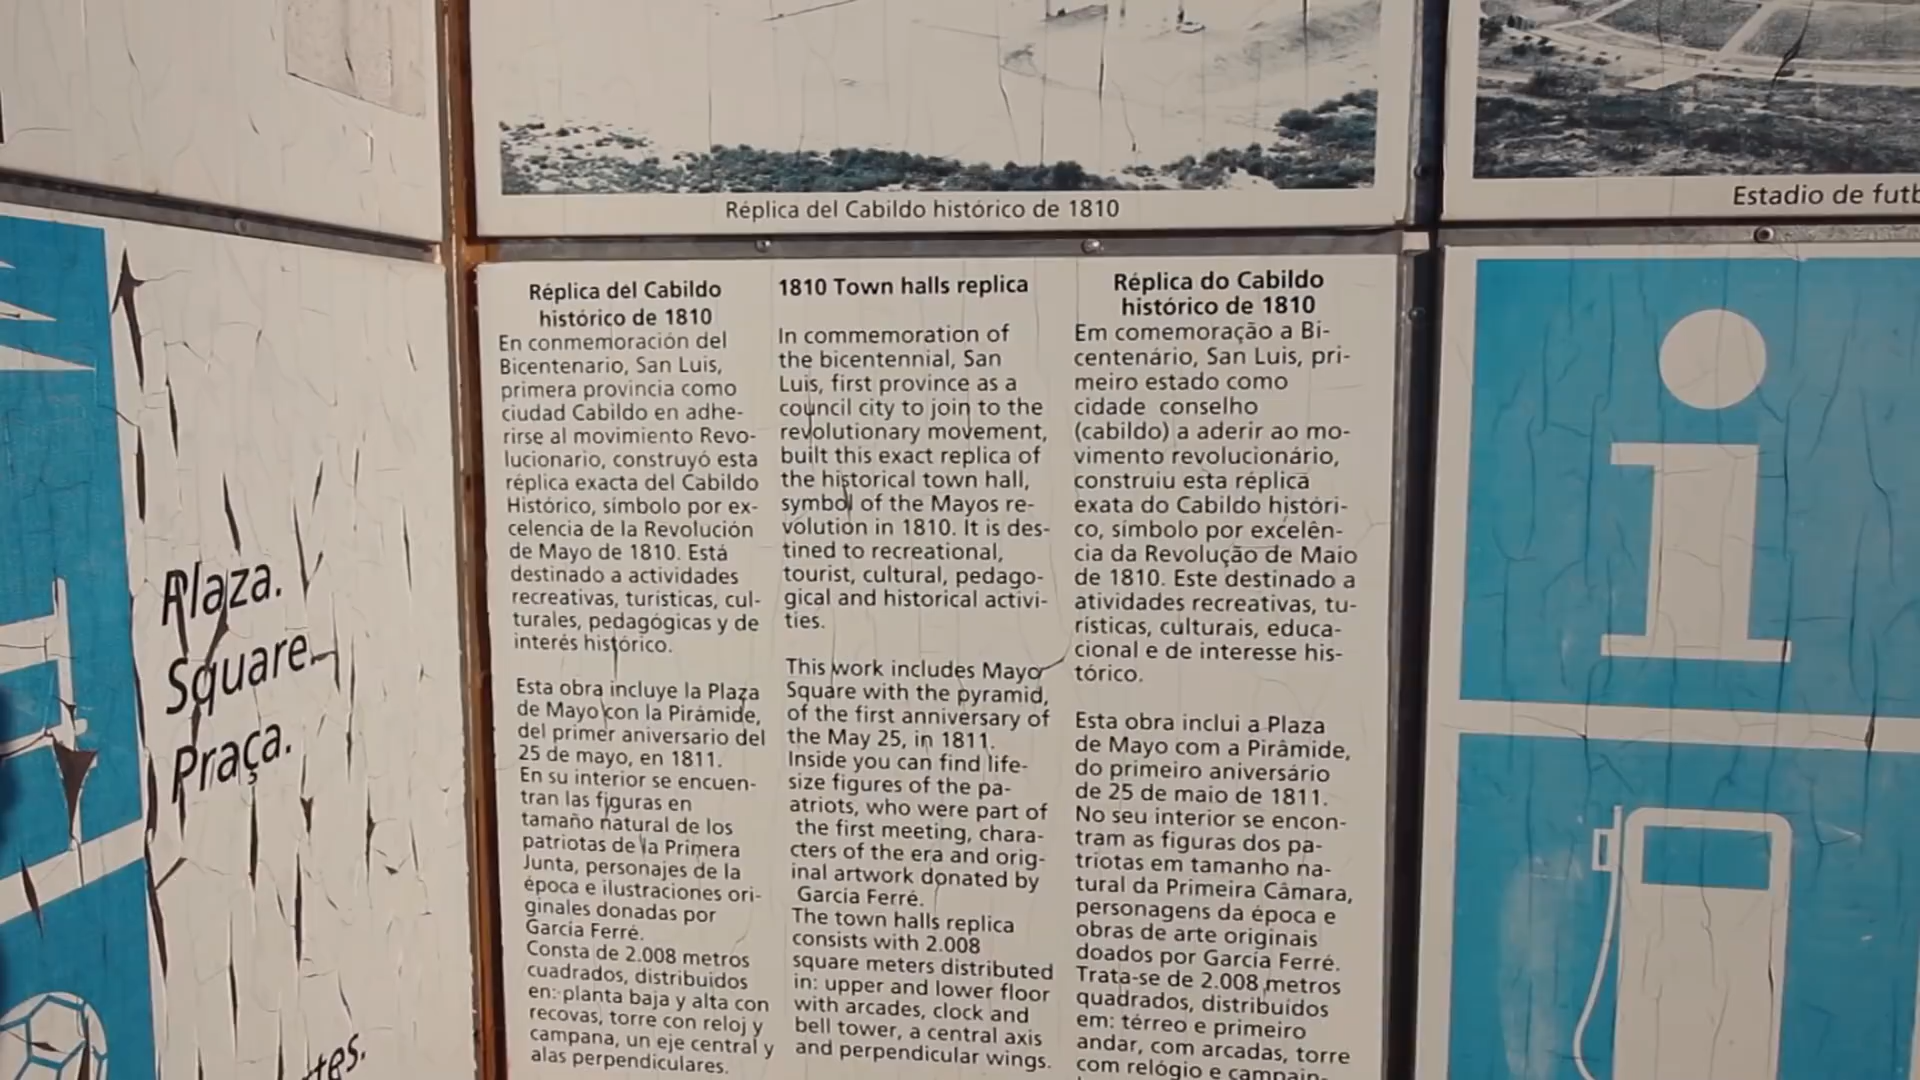 Réplica del Cabildo histórico de 1810
Estadio de futb
Réplica del Cabildo
histórico de 1810
En conmemoración del
Bicentenario, San Luis,
primera provincia como
ciudad Cabildo en adhe-
rirse al movimiento Revo-
lucionario, construyó esta
réplica exacta del Cabildo
Histórico, símbolo por ex-
celencia de la Revolución
de Mayo de 1810. Está
destinado a actividades
recreativas, turísticas, cul-
turales, pedagógicas y de
interés histórico.
Esta obra incluye la Plaza
de Mayo con la Pirámide,
del primer aniversario del
25 de mayo, en 1811.
En su interior se encuen-
tran las figuras en
tamaño natural de los
patriotas de la Primera
Junta, personajes de la
época e ilustraciones ori-
ginales donadas por
García Ferré.
Consta de 2.008 metros
cuadrados, distribuidos
en: planta baja y alta con
recovas, torre con reloj y
campana, un eje central y
alas perpendiculares.
1810 Town halls replica
In commemoration of
the bicentennial, San
Luis, first province as a
council city to join to the
revolutionary movement,
built this exact replica of
the historical town hall,
symbol of the Mayos re-
volution in 1810. It is des-
tined to recreational,
tourist, cultural, pedago-
gical and historical activi-
ties.
This work includes Mayo
Square with the pyramid,
of the first anniversary of
the May 25, in 1811.
Inside you can find life-
size figures of the pa-
atriots, who were part of
the first meeting, chara-
cters of the era and orig-
inal artwork donated by
García Ferré.
The town halls replica
consists with 2.008
square meters distributed
in: upper and lower floor
with arcades, clock and
bell tower, a central axis
and perpendicular wings.
Réplica do Cabildo
histórico de 1810
Em comemoração a Bi-
centenário, San Luis, pri-
meiro estado como
cidade conselho
(cabildo) a aderir ao mo-
vimento revolucionário,
construiu esta réplica
exata do Cabildo históri-
co, símbolo por excelên-
cia da Revolução de Maio
de 1810. Este destinado a
atividades recreativas, tu-
rísticas, culturais, educa-
cional e de interesse his-
tórico.
Esta obra inclui a Plaza
de Mayo com a Pirâmide,
do primeiro aniversário
de 25 de maio de 1811.
No seu interior se encon-
tram as figuras dos pa-
triotas em tamanho na-
tural da Primeira Câmara,
personagens da época e
obras de arte originais
doados por García Ferré.
Trata-se de 2.008 metros
quadrados, distribuídos
em: térreo e primeiro
andar, com arcadas, torre
com relógio e campain-
Plaza.
Square.
Praça.
tes.